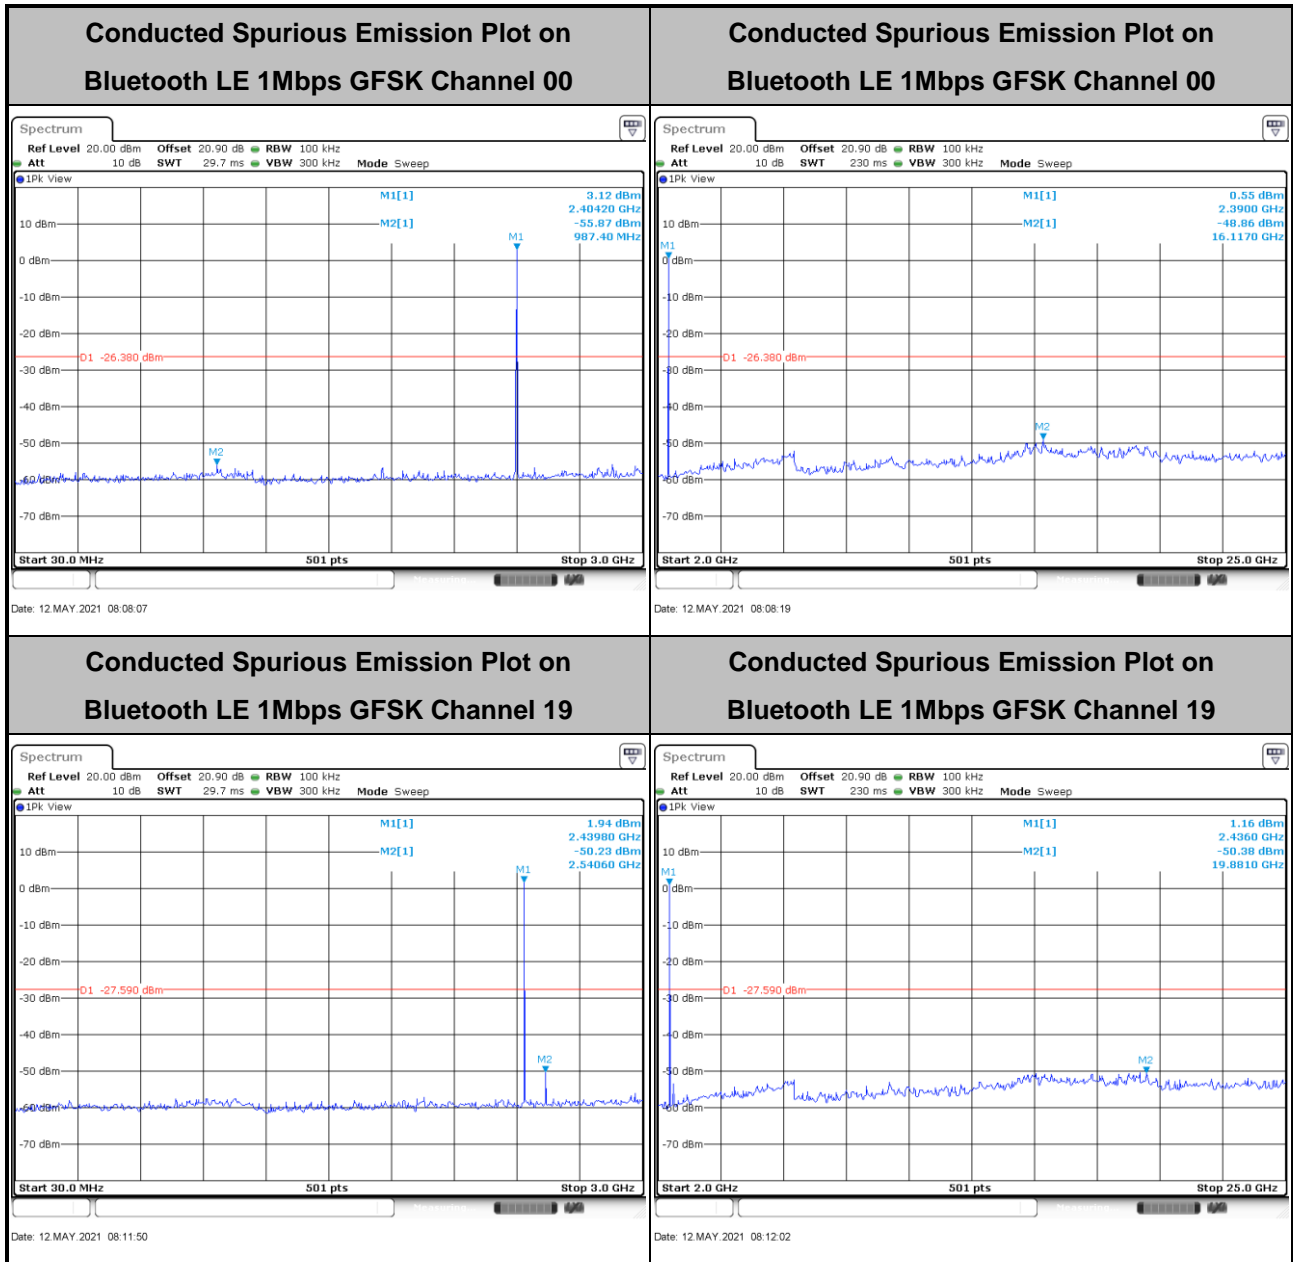 Conducted Spurious Emission Plot on
Bluetooth LE 1Mbps GFSK Channel 00
Spectrum
Ref Level 20.00 dBm Offset 20.90 dB RBW 100 kHz
Att 10 dB SWT 29.7 ms VBW 300 kHz Mode Sweep
1Pk View
M1[1] 3.12 dBm
2.40420 GHz
10 dBm
M2[1] -55.87 dBm
987.40 MHz
M1
0 dBm
-10 dBm
-20 dBm
D1 -26.380 dBm
-30 dBm
-40 dBm
-50 dBm
M2
-60 dBm
-70 dBm
Start 30.0 MHz 501 pts Stop 3.0 GHz
Measuring
Date: 12.MAY.2021 08:08:07
Conducted Spurious Emission Plot on
Bluetooth LE 1Mbps GFSK Channel 00
Spectrum
Ref Level 20.00 dBm Offset 20.90 dB RBW 100 kHz
Att 10 dB SWT 230 ms VBW 300 kHz Mode Sweep
1Pk View
M1[1] 0.55 dBm
2.3900 GHz
10 dBm
M2[1] -48.86 dBm
16.1170 GHz
M1
0 dBm
-10 dBm
-20 dBm
D1 -26.380 dBm
-30 dBm
-40 dBm
M2
-50 dBm
-60 dBm
-70 dBm
Start 2.0 GHz 501 pts Stop 25.0 GHz
Measuring
Date: 12.MAY.2021 08:08:19
Conducted Spurious Emission Plot on
Bluetooth LE 1Mbps GFSK Channel 19
Spectrum
Ref Level 20.00 dBm Offset 20.90 dB RBW 100 kHz
Att 10 dB SWT 29.7 ms VBW 300 kHz Mode Sweep
1Pk View
M1[1] 1.94 dBm
2.43980 GHz
10 dBm
M2[1] -50.23 dBm
2.54060 GHz
M1
0 dBm
-10 dBm
-20 dBm
D1 -27.590 dBm
-30 dBm
-40 dBm
M2
-50 dBm
-60 dBm
-70 dBm
Start 30.0 MHz 501 pts Stop 3.0 GHz
Measuring
Date: 12.MAY.2021 08:11:50
Conducted Spurious Emission Plot on
Bluetooth LE 1Mbps GFSK Channel 19
Spectrum
Ref Level 20.00 dBm Offset 20.90 dB RBW 100 kHz
Att 10 dB SWT 230 ms VBW 300 kHz Mode Sweep
1Pk View
M1[1] 1.16 dBm
2.4360 GHz
10 dBm
M2[1] -50.38 dBm
19.8810 GHz
M1
0 dBm
-10 dBm
-20 dBm
D1 -27.590 dBm
-30 dBm
-40 dBm
M2
-50 dBm
-60 dBm
-70 dBm
Start 2.0 GHz 501 pts Stop 25.0 GHz
Measuring
Date: 12.MAY.2021 08:12:02